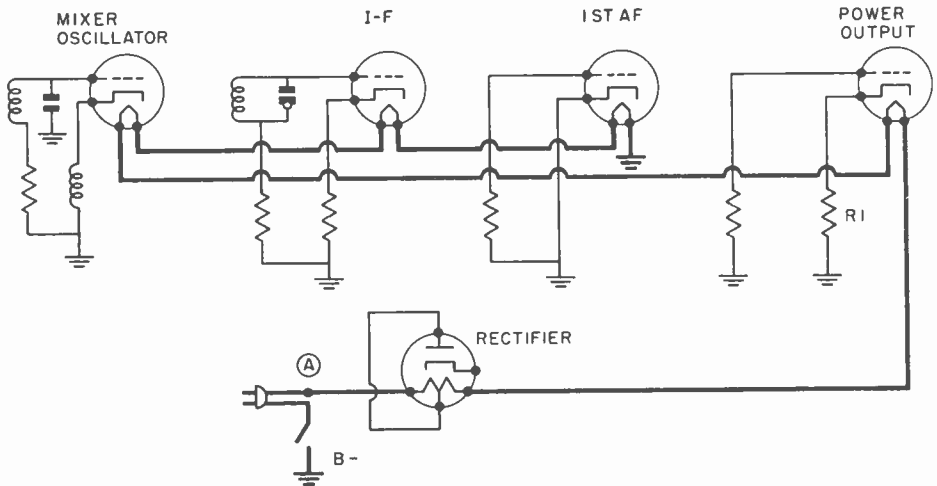 MIXER
OSCILLATOR
I-F
1ST AF
POWER
OUTPUT
R1
RECTIFIER
A
B-